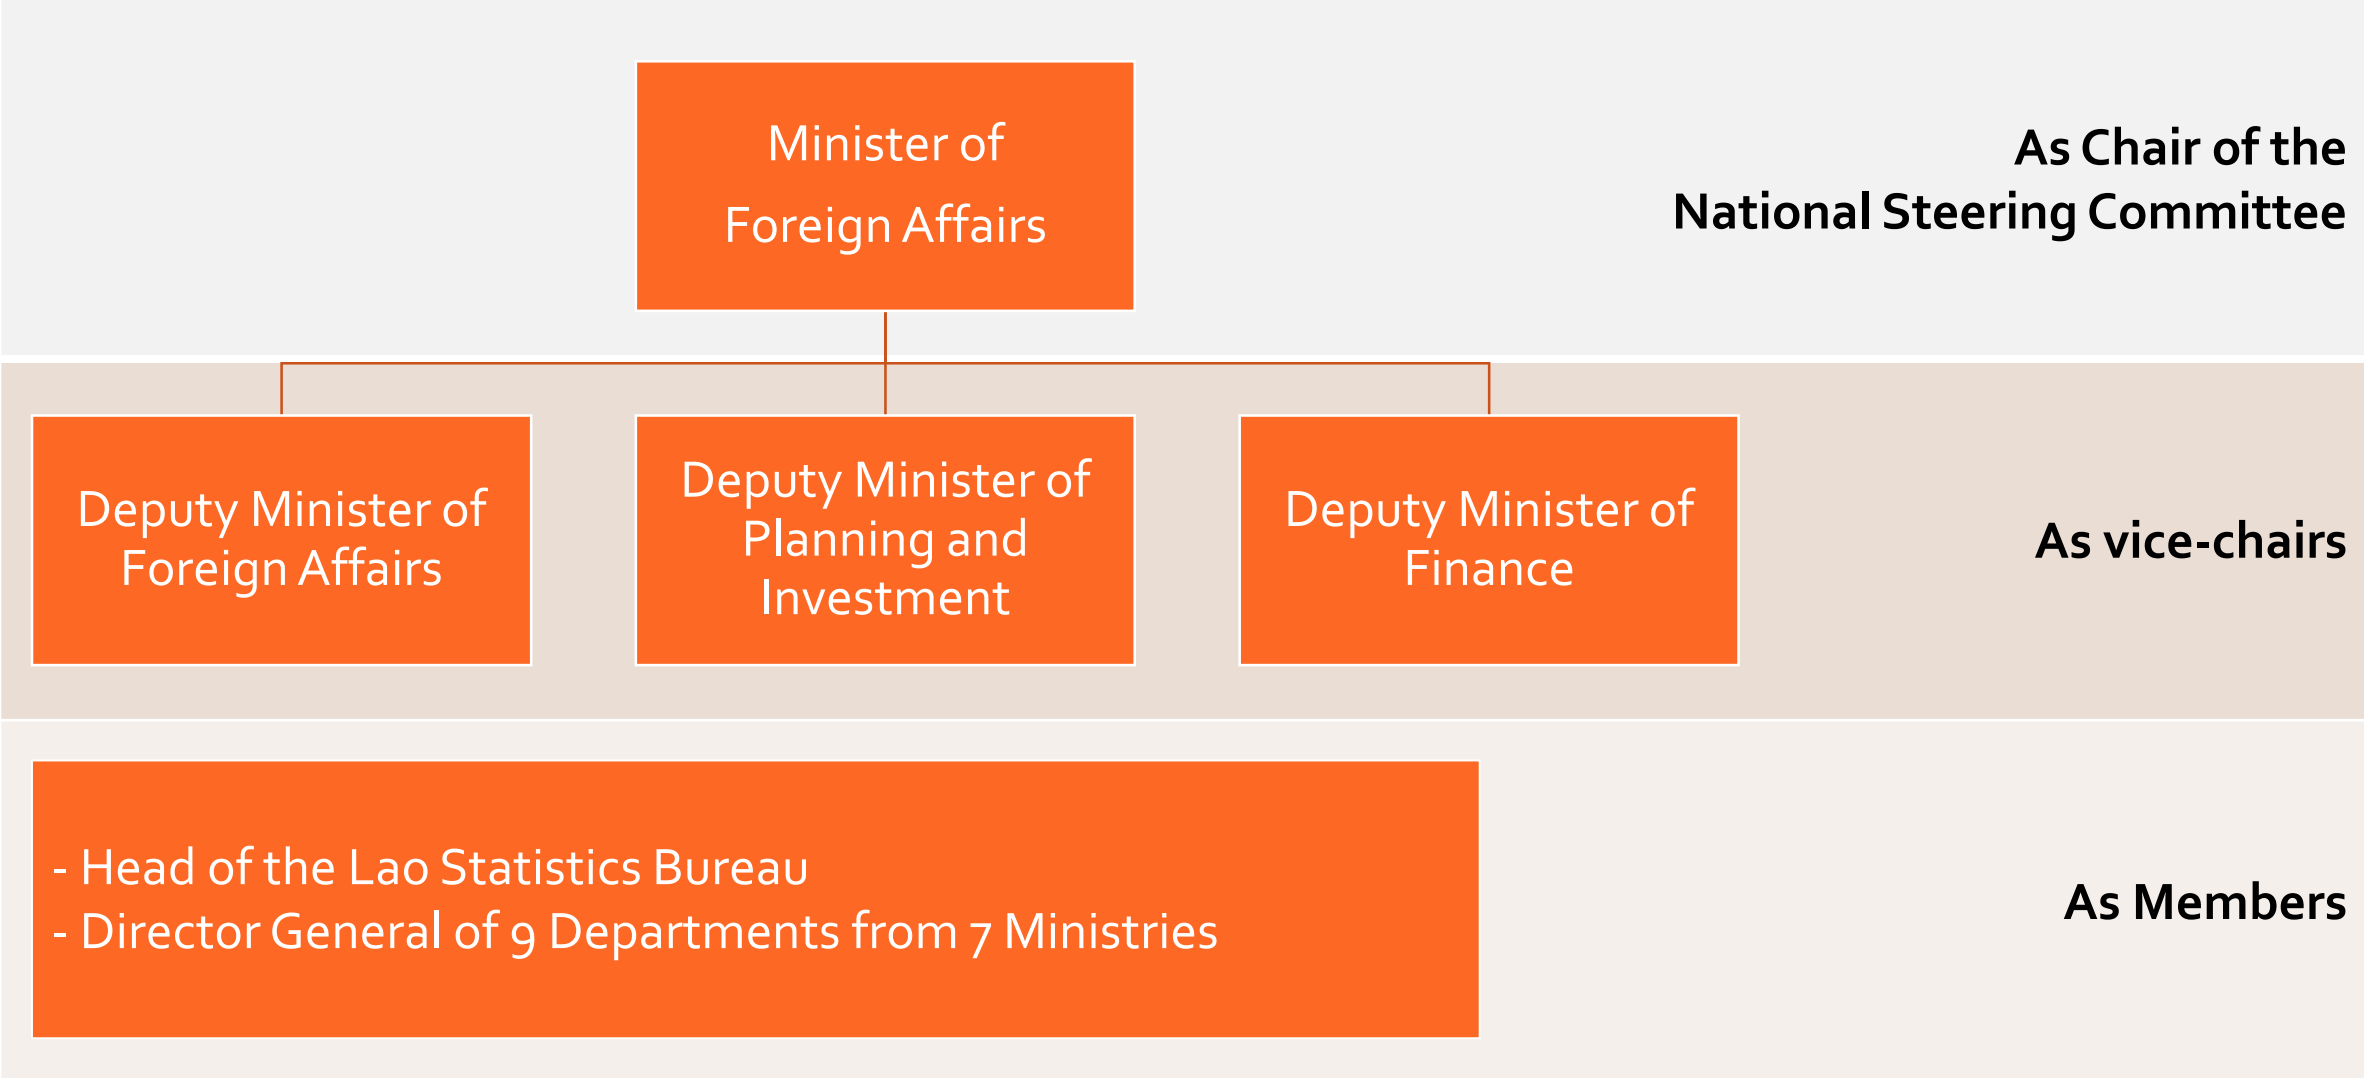 Minister of
Foreign Affairs
As Chair of the
National Steering Committee
Deputy Minister of
Foreign Affairs
Deputy Minister of
Planning and
Investment
Deputy Minister of
Finance
As vice-chairs
- Head of the Lao Statistics Bureau
- Director General of 9 Departments from 7 Ministries
As Members